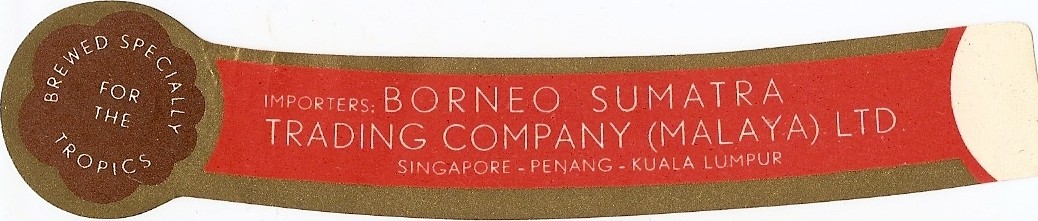 BREWED SPECIALLY
FOR
THE
TROPICS
IMPORTERS: BORNEO SUMATRA
TRADING COMPANY (MALAYA) LTD.
SINGAPORE - PENANG - KUALA LUMPUR